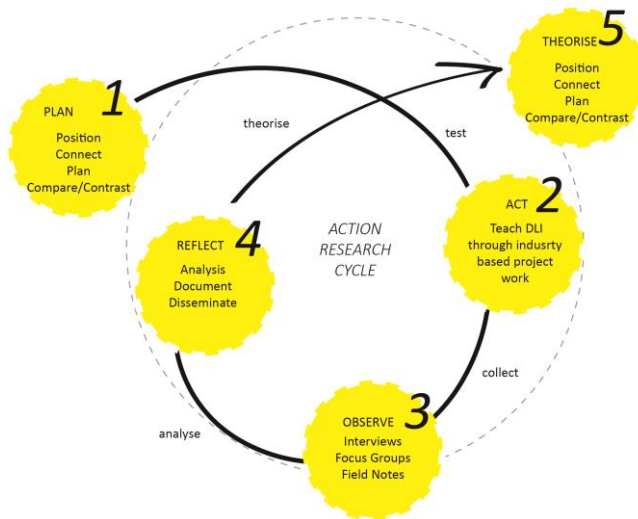 PLAN 1
Position
Connect
Plan
Compare/Contrast
test
ACT 2
Teach DLI
through indusrty
based project
work
collect
OBSERVE 3
Interviews
Focus Groups
Field Notes
analyse
REFLECT 4
Analysis
Document
Disseminate
theorise
THEORISE 5
Position
Connect
Plan
Compare/Contrast
ACTION
RESEARCH
CYCLE